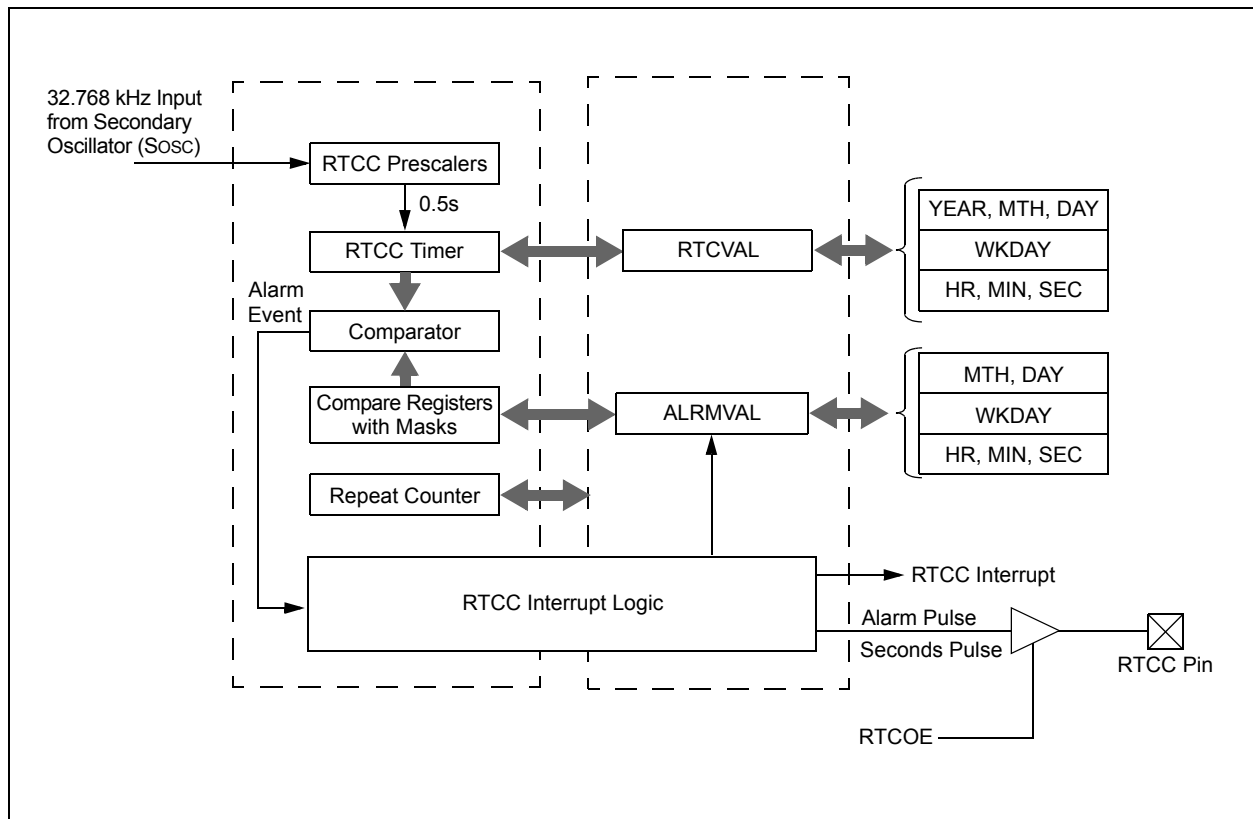 32.768 kHz Input
from Secondary
Oscillator (SOSC)
RTCC Prescalers
0.5s
RTCC Timer
RTCVAL
YEAR, MTH, DAY
WKDAY
HR, MIN, SEC
Alarm
Event
Comparator
Compare Registers
with Masks
ALRMVAL
MTH, DAY
WKDAY
HR, MIN, SEC
Repeat Counter
RTCC Interrupt Logic
RTCC Interrupt
Alarm Pulse
Seconds Pulse
RTCC Pin
RTCOE